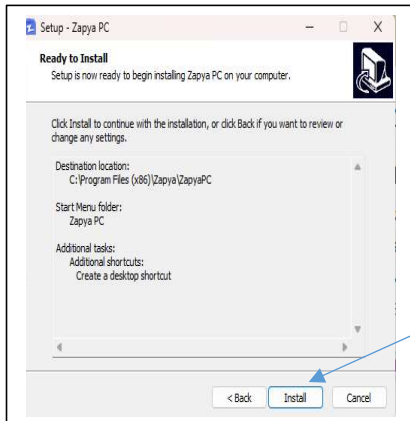 Setup - Zapya PC
Ready to Install
Setup is now ready to begin installing Zapya PC on your computer.
Click Install to continue with the installation, or click Back if you want to review or
change any settings.
Destination location:
C:\Program Files (x86)\Zapya\ZapyaPC
Start Menu folder:
Zapya PC
Additional tasks:
Additional shortcuts:
Create a desktop shortcut
< Back Install Cancel